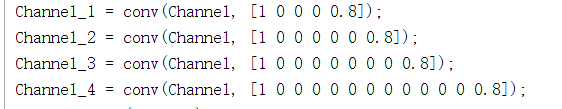 Channel_1 = conv(Channel, [1 0 0 0 0.8]);
Channel_2 = conv(Channel, [1 0 0 0 0 0 0.8]);
Channel_3 = conv(Channel, [1 0 0 0 0 0 0 0 0.8]);
Channel_4 = conv(Channel, [1 0 0 0 0 0 0 0 0 0 0 0 0.8]);